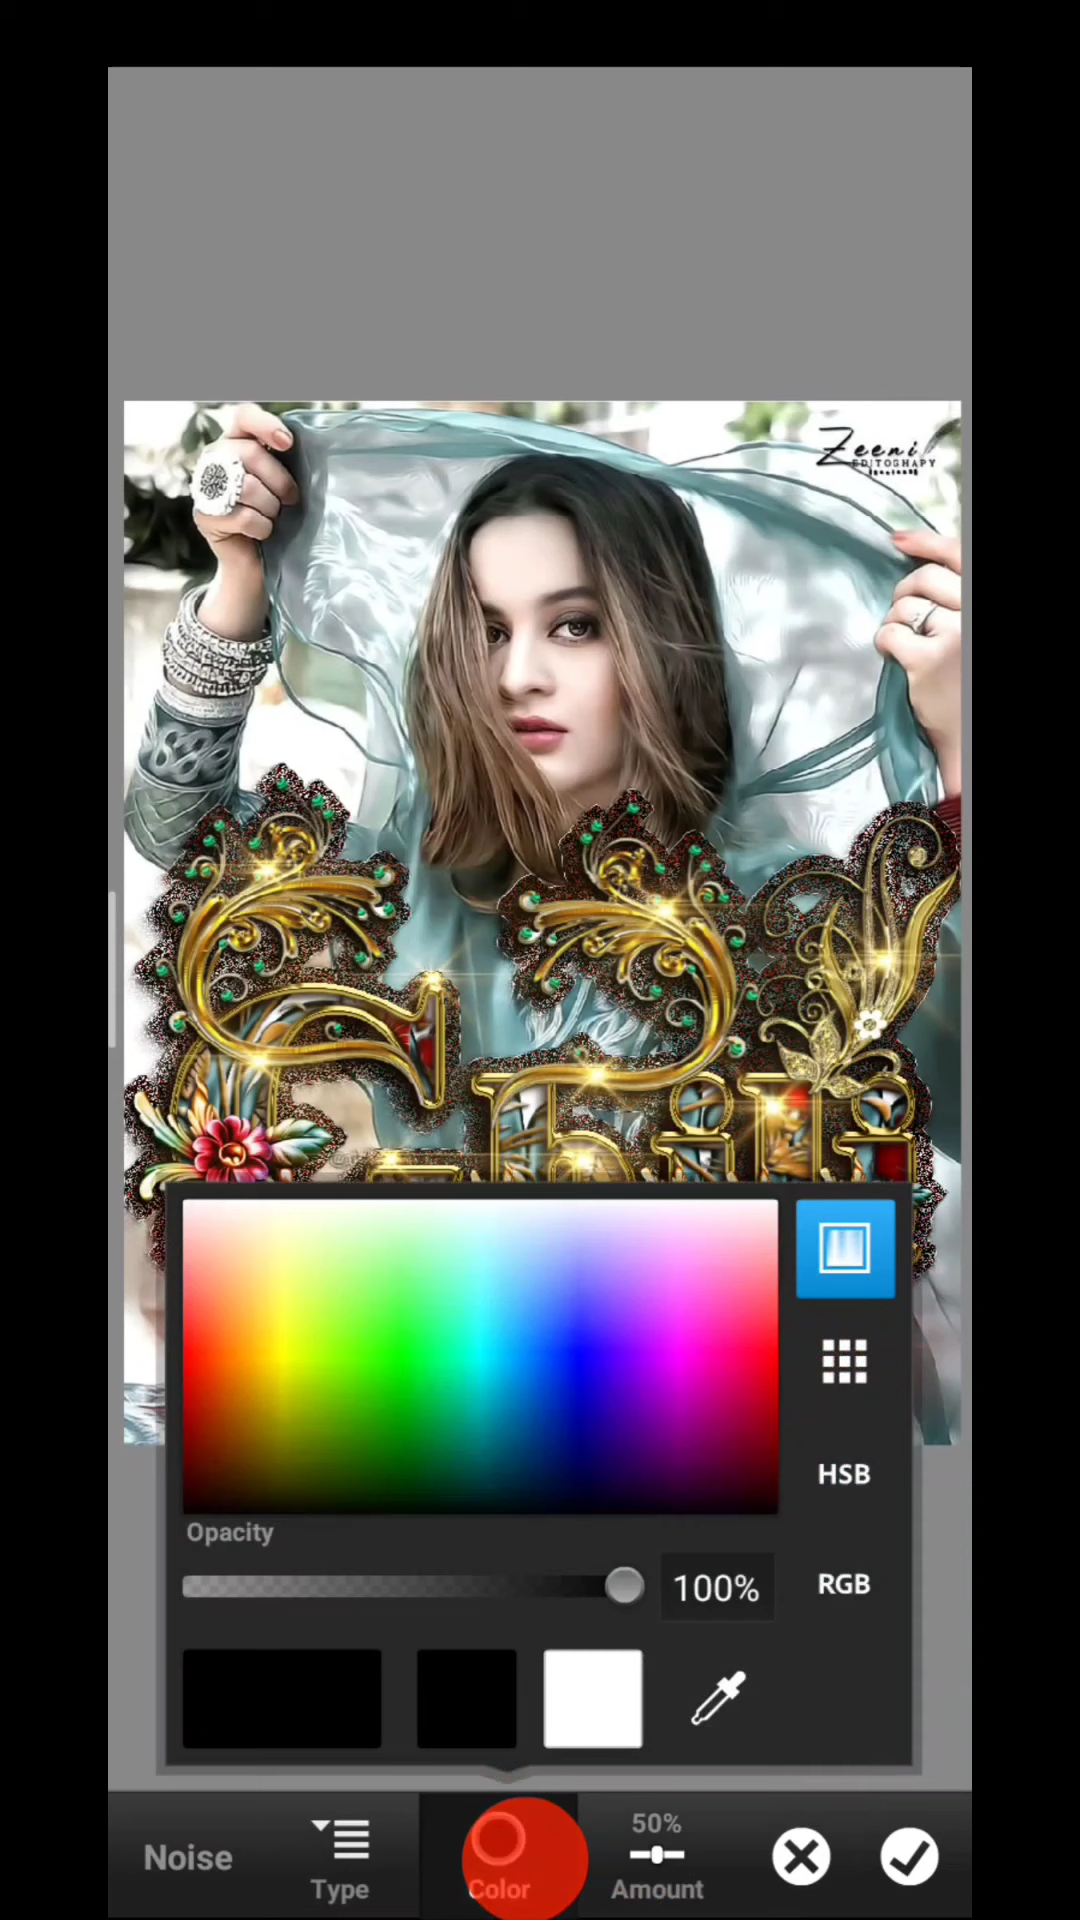 Zeeni
EDITOGHAPY
HSB
Opacity
100%
RGB
Noise
Type
Color
50%
Amount